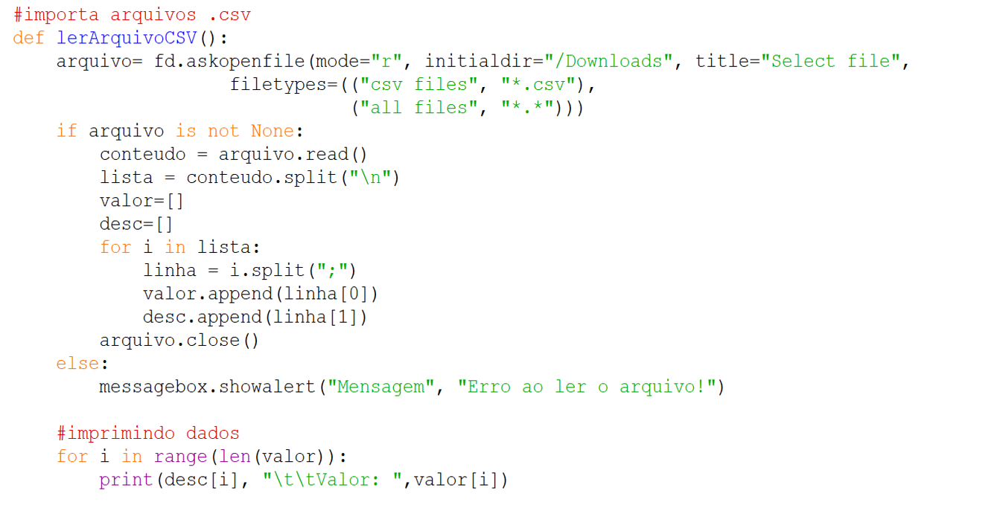 #importa arquivos .csv
def lerArquivoCSV():
    arquivo= fd.askopenfile(mode="r", initialdir="/Downloads", title="Select file",
                    filetypes=(("csv files", "*.csv"),
                               ("all files", "*.*")))
    if arquivo is not None:
        conteudo = arquivo.read()
        lista = conteudo.split("\n")
        valor=[]
        desc=[]
        for i in lista:
            linha = i.split(";")
            valor.append(linha[0])
            desc.append(linha[1])
        arquivo.close()
    else:
        messagebox.showalert("Mensagem", "Erro ao ler o arquivo!")

    #imprimindo dados
    for i in range(len(valor)):
        print(desc[i], "\t\tValor: ",valor[i])